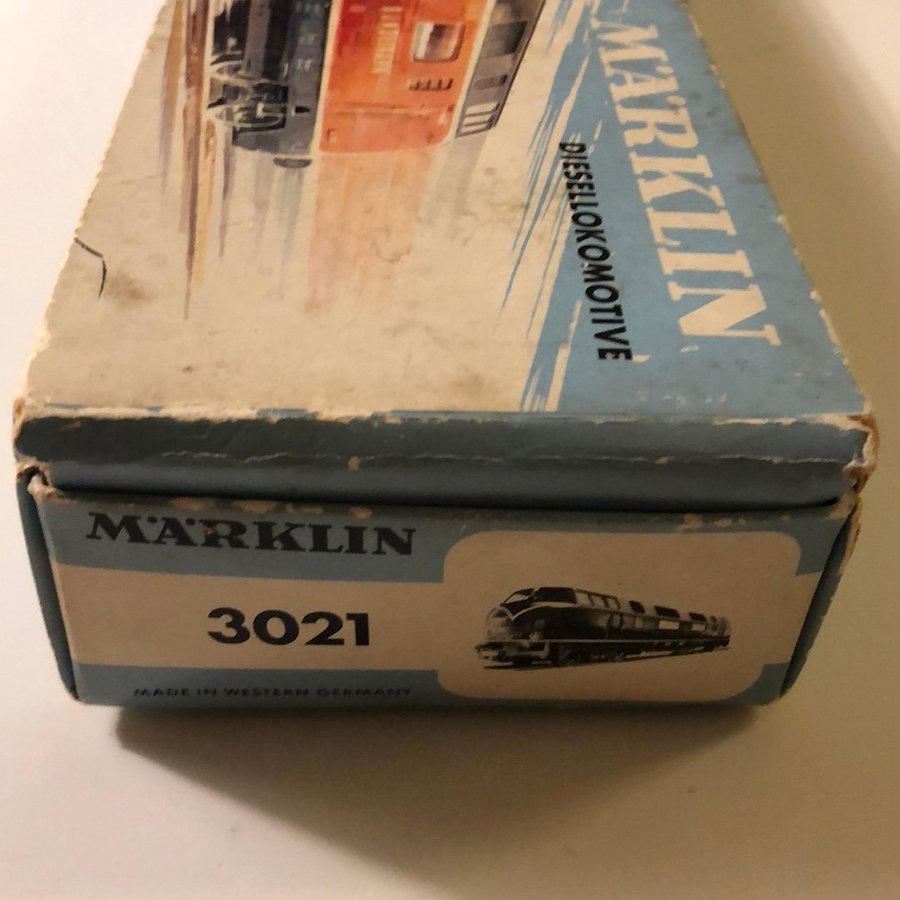 MÄRKLIN
DIESELLOKOMOTIVE
MÄRKLIN
3021
MADE IN WESTERN GERMANY